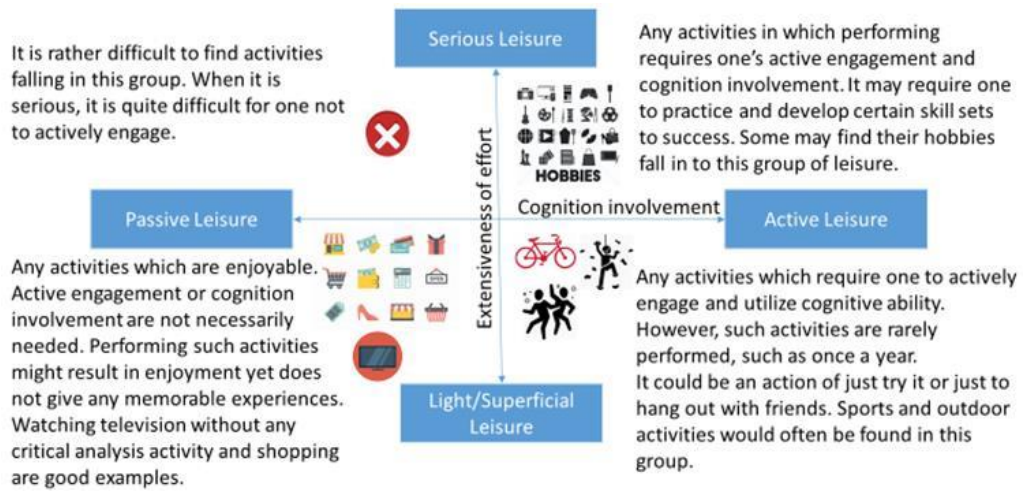 Serious Leisure
It is rather difficult to find activities
falling in this group. When it is
serious, it is quite difficult for one not
to actively engage.
Any activities in which performing
requires one's active engagement and
cognition involvement. It may require one
to practice and develop certain skill sets
to success. Some may find their hobbies
fall in to this group of leisure.
HOBBIES
Extensiveness of effort
Passive Leisure
Cognition involvement
Active Leisure
Any activities which are enjoyable.
Active engagement or cognition
involvement are not necessarily
needed. Performing such activities
might result in enjoyment yet does
not give any memorable experiences.
Watching television without any
critical analysis activity and shopping
are good examples.
OPEN
Any activities which require one to actively
engage and utilize cognitive ability.
However, such activities are rarely
performed, such as once a year.
It could be an action of just try it or just to
hang out with friends. Sports and outdoor
activities would often be found in this
group.
Light/Superficial
Leisure